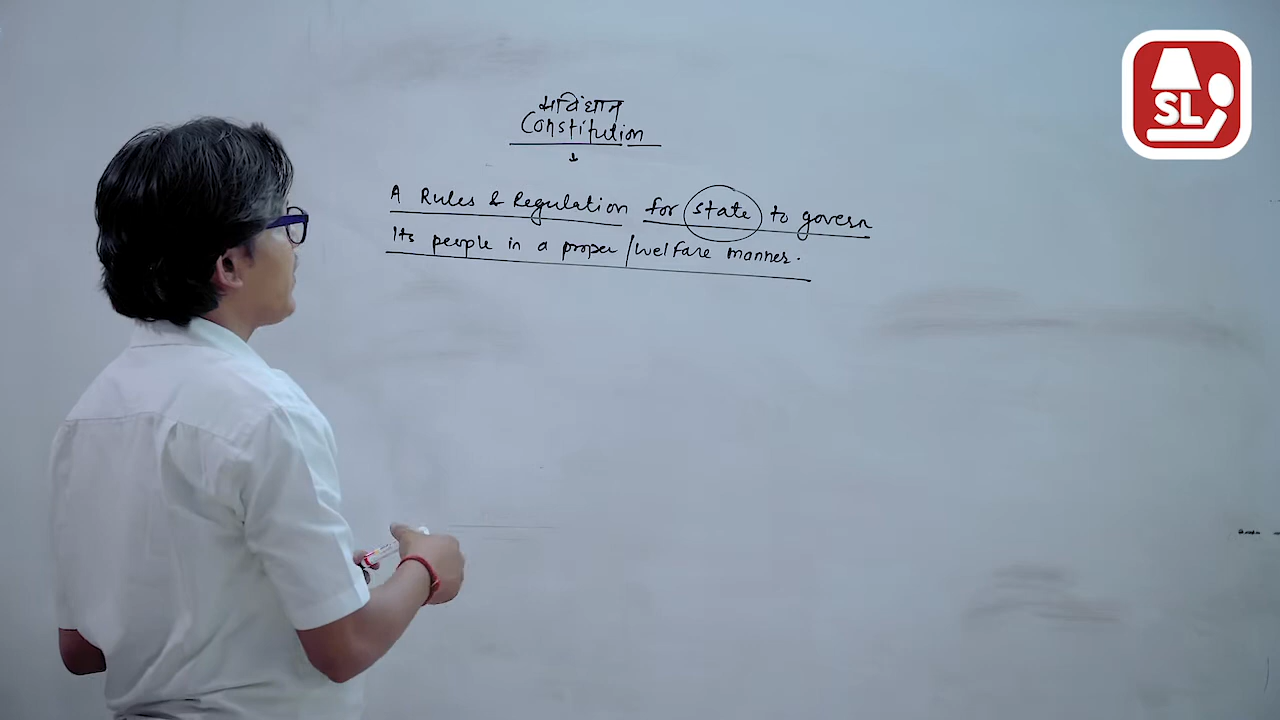 संविधान
Constitution
A Rules & Regulation for state to govern
Its people in a proper / welfare manner.
SL